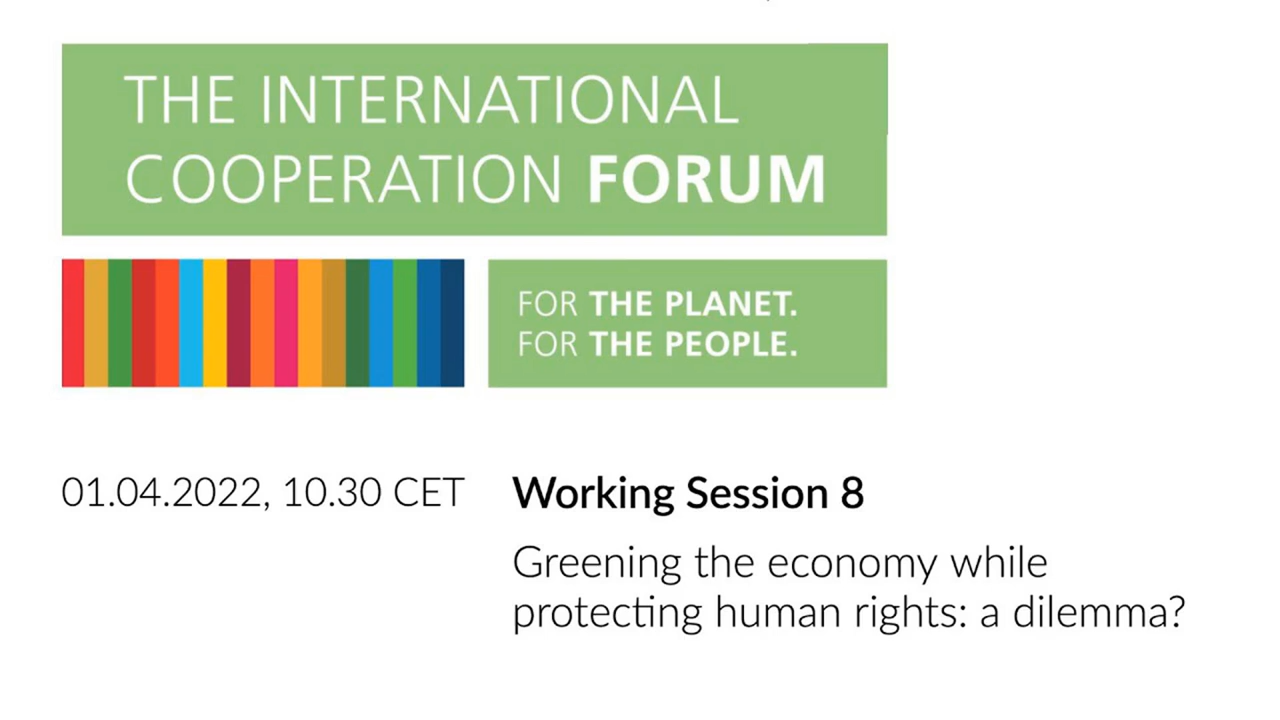 THE INTERNATIONAL
COOPERATION FORUM
FOR THE PLANET.
FOR THE PEOPLE.
01.04.2022, 10.30 CET
Working Session 8
Greening the economy while
protecting human rights: a dilemma?